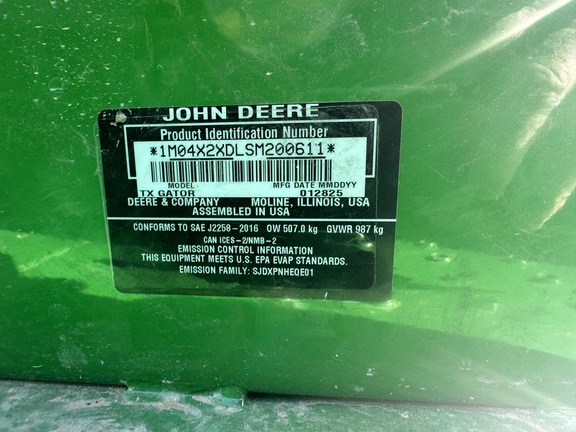 JOHN DEERE
Product Identification Number
*1M04X2XDLSM200611*
MODEL MFG DATE MMDDYY
TX GATOR 012825
DEERE & COMPANY MOLINE, ILLINOIS, USA
ASSEMBLED IN USA
CONFORMS TO SAE J2258-2016 OW 507.0 kg GVWR 987 kg
CAN ICES-2/NMB-2
EMISSION CONTROL INFORMATION
THIS EQUIPMENT MEETS U.S. EPA EVAP STANDARDS.
EMISSION FAMILY: SJDXPNHEQE01